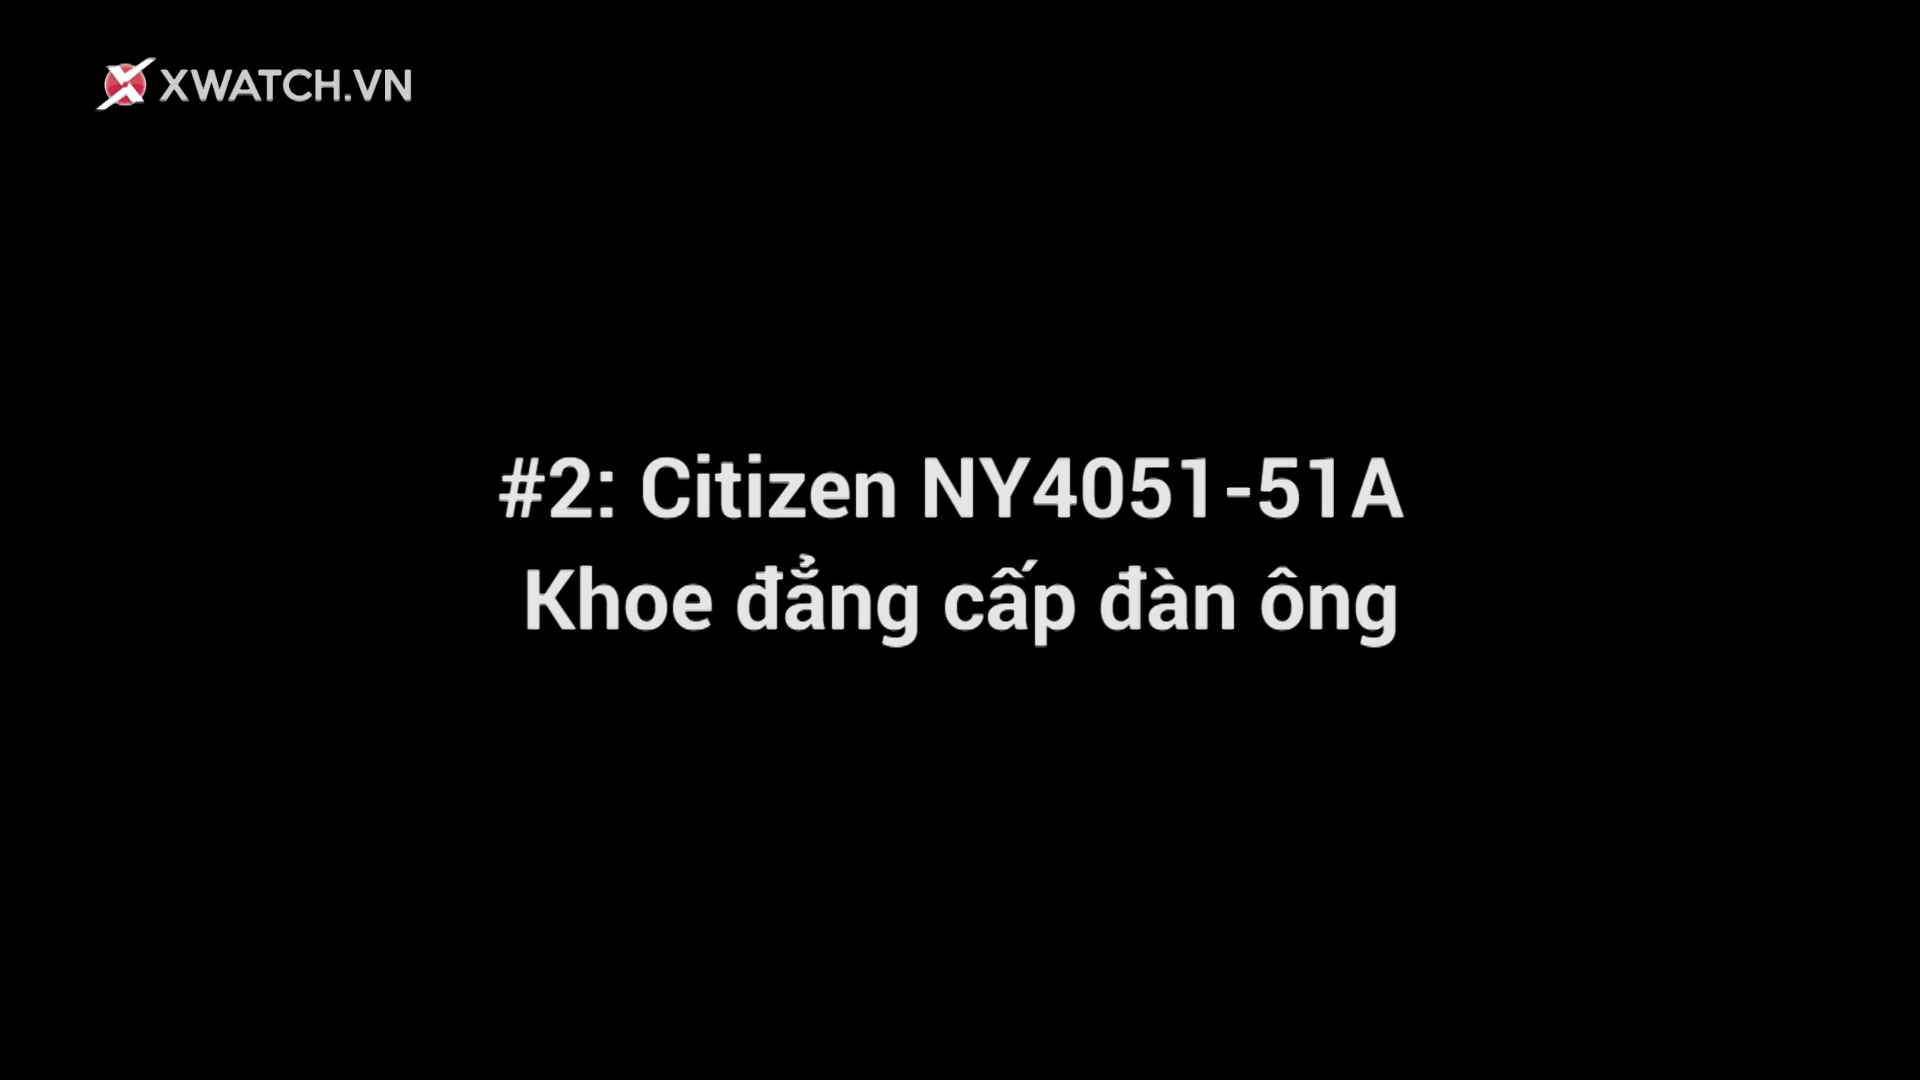 XWATCH.VN
#2: Citizen NY4051-51A
Khoe đẳng cấp đàn ông